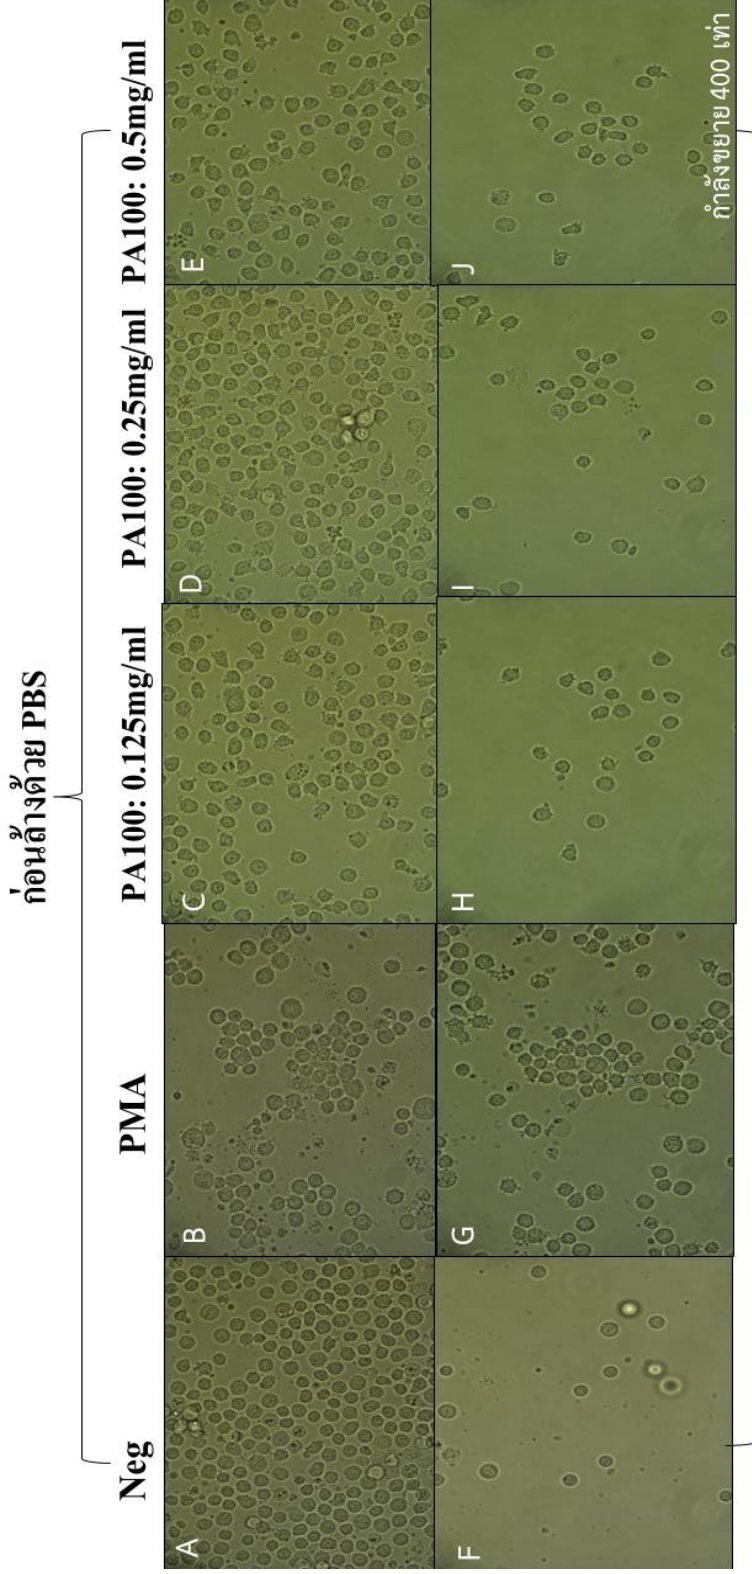 ก่อนล้างด้วย PBS
Neg
PMA
PA100: 0.125mg/ml
PA100: 0.25mg/ml
PA100: 0.5mg/ml
A
B
C
D
E
F
G
H
I
J
กำลังขยาย 400 เท่า